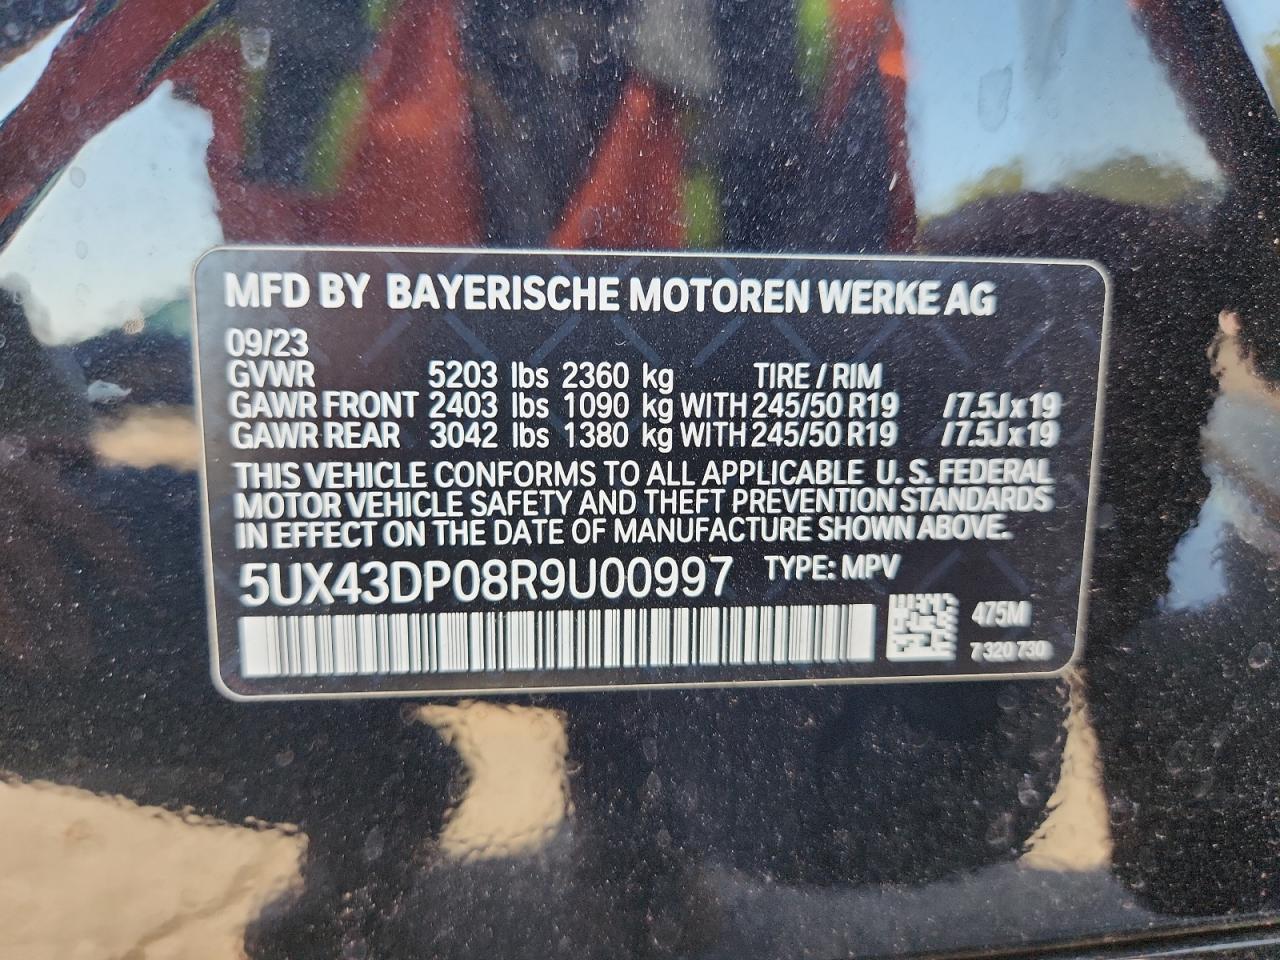 MFD BY BAYERISCHE MOTOREN WERKE AG
09/23
GVWR 5203 lbs 2360 kg TIRE / RIM
GAWR FRONT 2403 lbs 1090 kg WITH 245/50 R19 /7.5Jx19
GAWR REAR 3042 lbs 1380 kg WITH 245/50 R19 /7.5Jx19
THIS VEHICLE CONFORMS TO ALL APPLICABLE U.S. FEDERAL
MOTOR VEHICLE SAFETY AND THEFT PREVENTION STANDARDS
IN EFFECT ON THE DATE OF MANUFACTURE SHOWN ABOVE.
5UX43DP08R9U00997 TYPE: MPV
475M
7 320 730